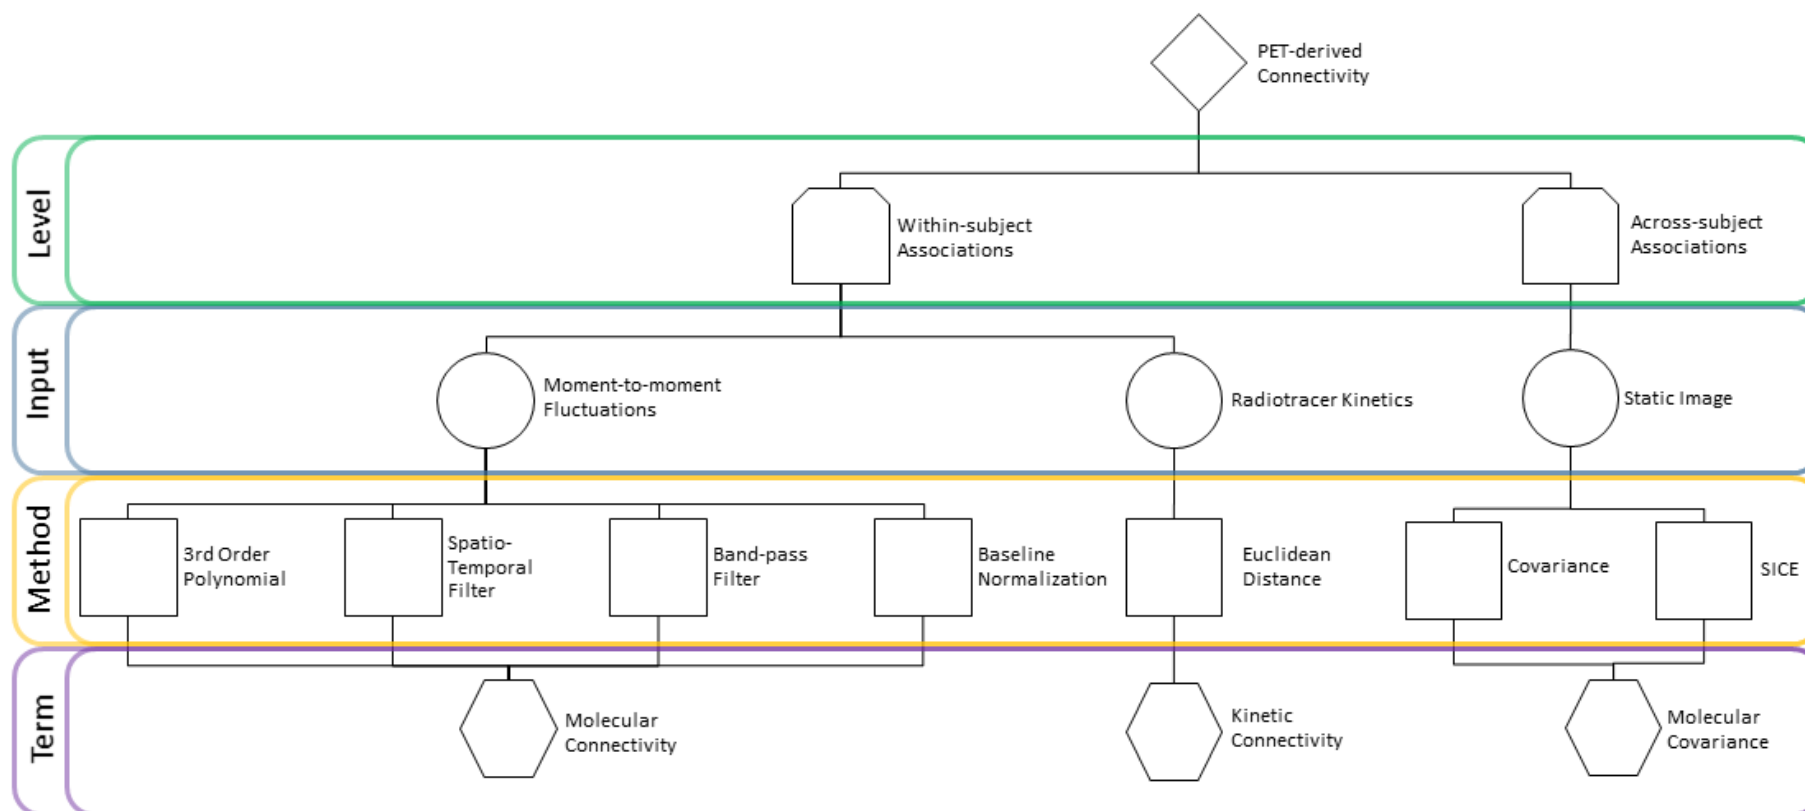 PET-derived
Connectivity
Level
Within-subject
Associations
Across-subject
Associations
Input
Moment-to-moment
Fluctuations
Radiotracer Kinetics
Static Image
Method
3rd Order
Polynomial
Spatio-
Temporal
Filter
Band-pass
Filter
Baseline
Normalization
Euclidean
Distance
Covariance
SICE
Term
Molecular
Connectivity
Kinetic
Connectivity
Molecular
Covariance